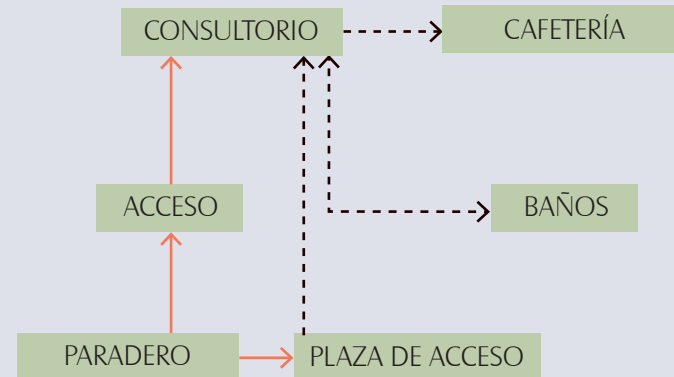 CONSULTORIO
CAFETERÍA
ACCESO
BAÑOS
PARADERO
PLAZA DE ACCESO